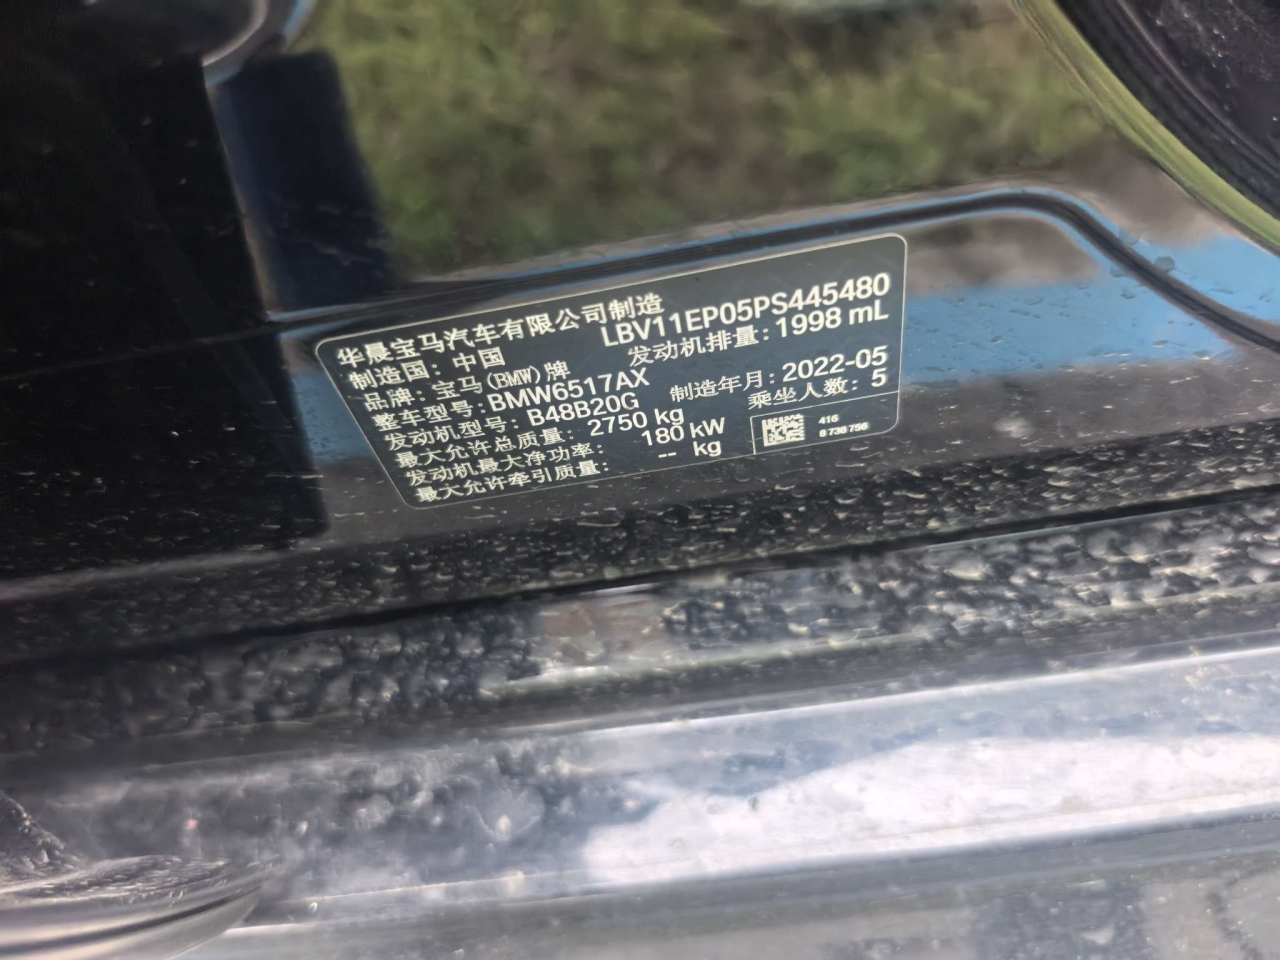 华晨宝马汽车有限公司制造
制造国：中国 LBV11EP05PS445480
品牌：宝马(BMW)牌 发动机排量：1998 mL
整车型号：BMW6517AX
发动机型号：B48B20G 制造年月：2022-05
最大允许总质量：2750 kg 乘坐人数：5
发动机最大净功率：180 kW
最大允许牵引质量：-- kg
416
8 738 756